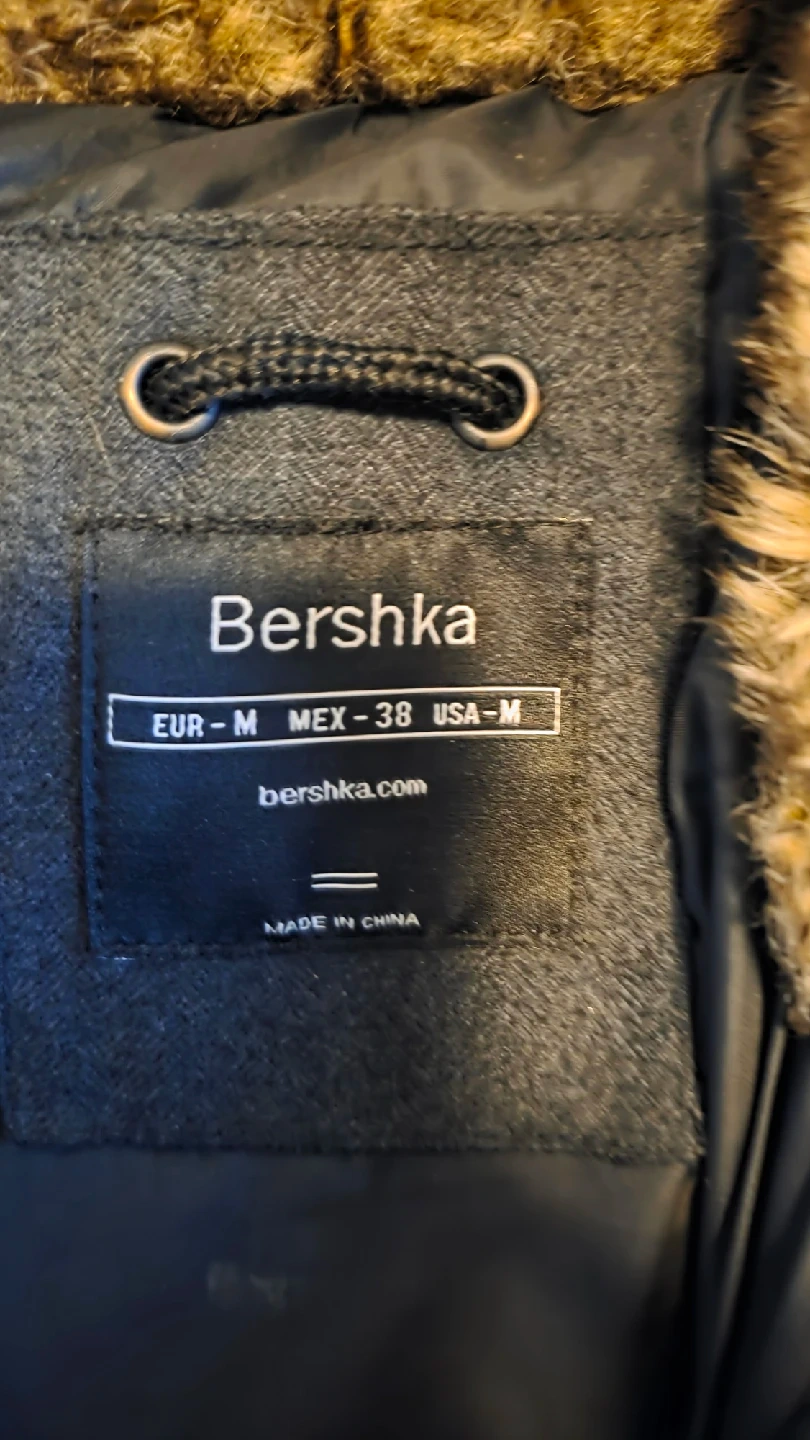 Bershka
EUR - M MEX - 38 USA - M
bershka.com
MADE IN CHINA